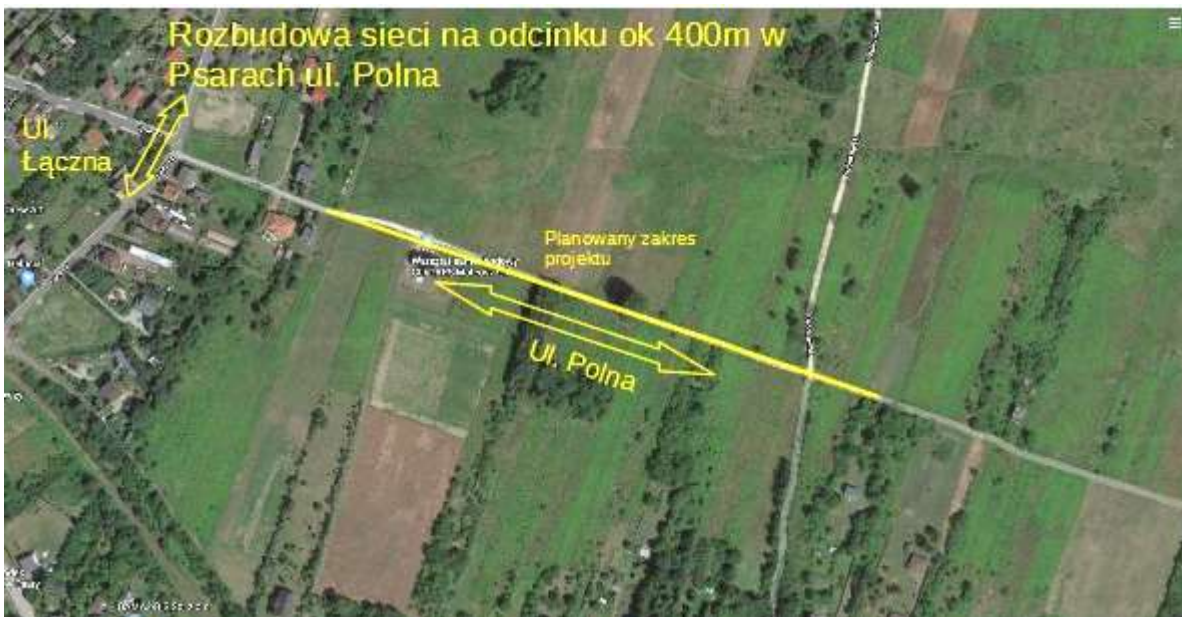 Rozbudowa sieci na odcinku ok 400m w
Psarach ul. Polna
Ul.
Łączna
Planowany zakres
projektu
Ul. Polna